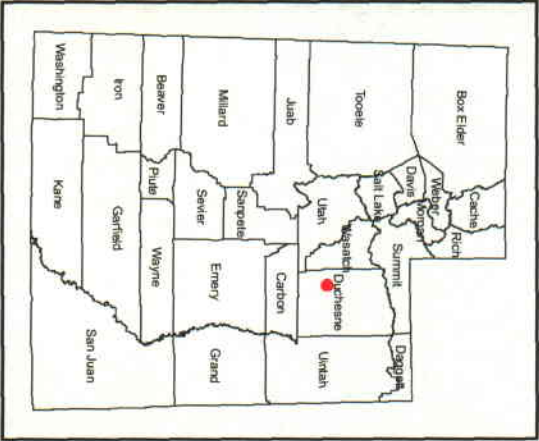 Box Elder
Cache
Rich
Weber
Morgan
Davis
Salt Lake
Summit
Daggett
Tooele
Utah
Wasatch
Duchesne
Uintah
Juab
Millard
Sanpete
Sevier
Carbon
Emery
Grand
Beaver
Piute
Wayne
Iron
Garfield
San Juan
Washington
Kane